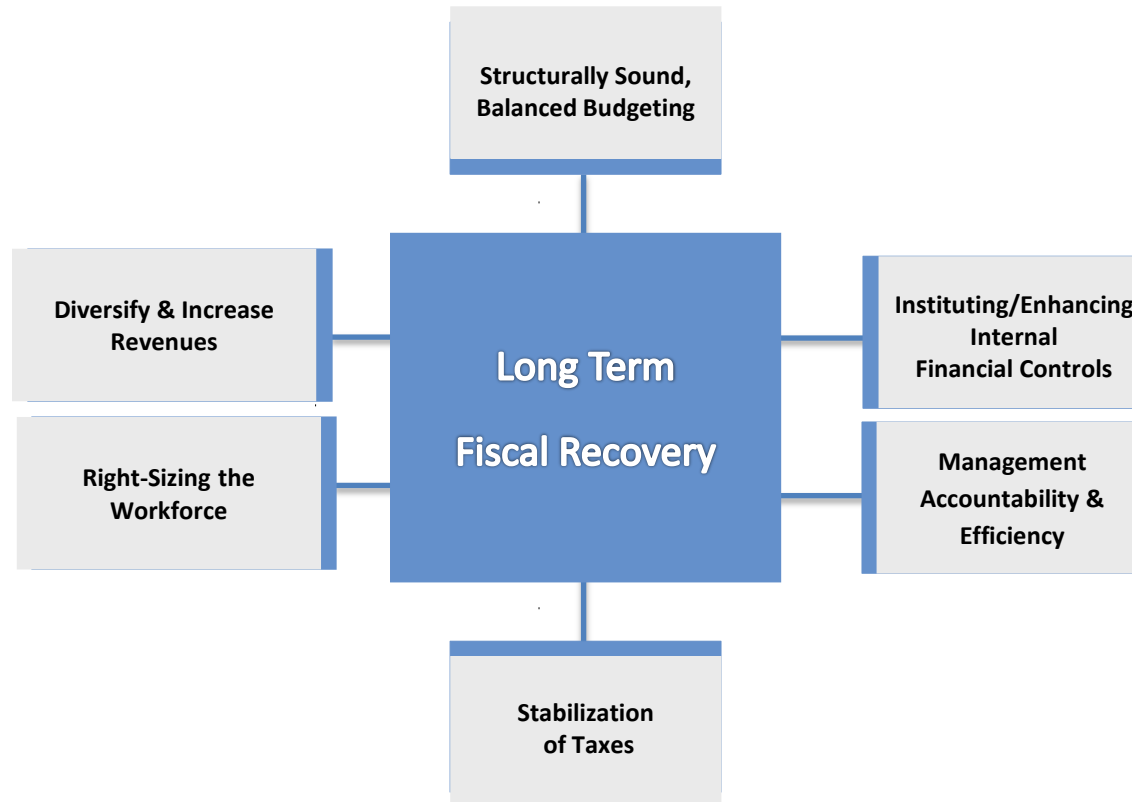 Structurally Sound,
Balanced Budgeting
Diversify & Increase
Revenues
Instituting/Enhancing
Internal
Financial Controls
Long Term
Fiscal Recovery
Right-Sizing the
Workforce
Management
Accountability &
Efficiency
Stabilization
of Taxes